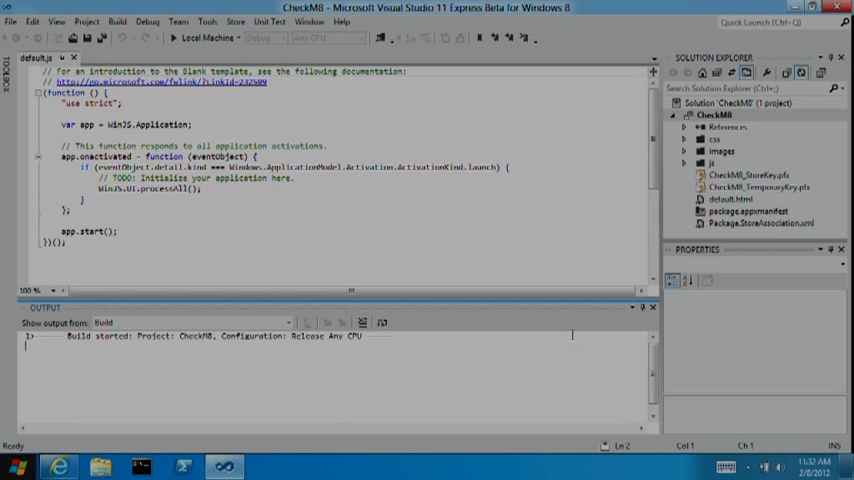 CheckM8 - Microsoft Visual Studio 11 Express Beta for Windows 8
File Edit View Project Build Debug Team Tools Store Unit Test Window Help
Quick Launch (Ctrl+Q)
Local Machine Debug Any CPU
TOOLBOX
default.js
// For an introduction to the Blank template, see the following documentation:
// http://go.microsoft.com/fwlink/?LinkId=232509
(function () {
"use strict";
var app = WinJS.Application;
// This function responds to all application activations.
app.onactivated = function (eventObject) {
if (eventObject.detail.kind === Windows.ApplicationModel.Activation.ActivationKind.launch) {
// TODO: Initialize your application here.
WinJS.UI.processAll();
}
};
app.start();
})();
100 %
SOLUTION EXPLORER
Search Solution Explorer (Ctrl+;)
Solution 'CheckM8' (1 project)
CheckM8
References
css
images
js
CheckM8_StoreKey.pfx
CheckM8_TemporaryKey.pfx
default.html
package.appxmanifest
Package.StoreAssociation.xml
PROPERTIES
OUTPUT
Show output from: Build
1>------ Build started: Project: CheckM8, Configuration: Release Any CPU ------
Ready
Ln 2
Col 1
Ch 1
INS
11:32 AM
2/8/2012